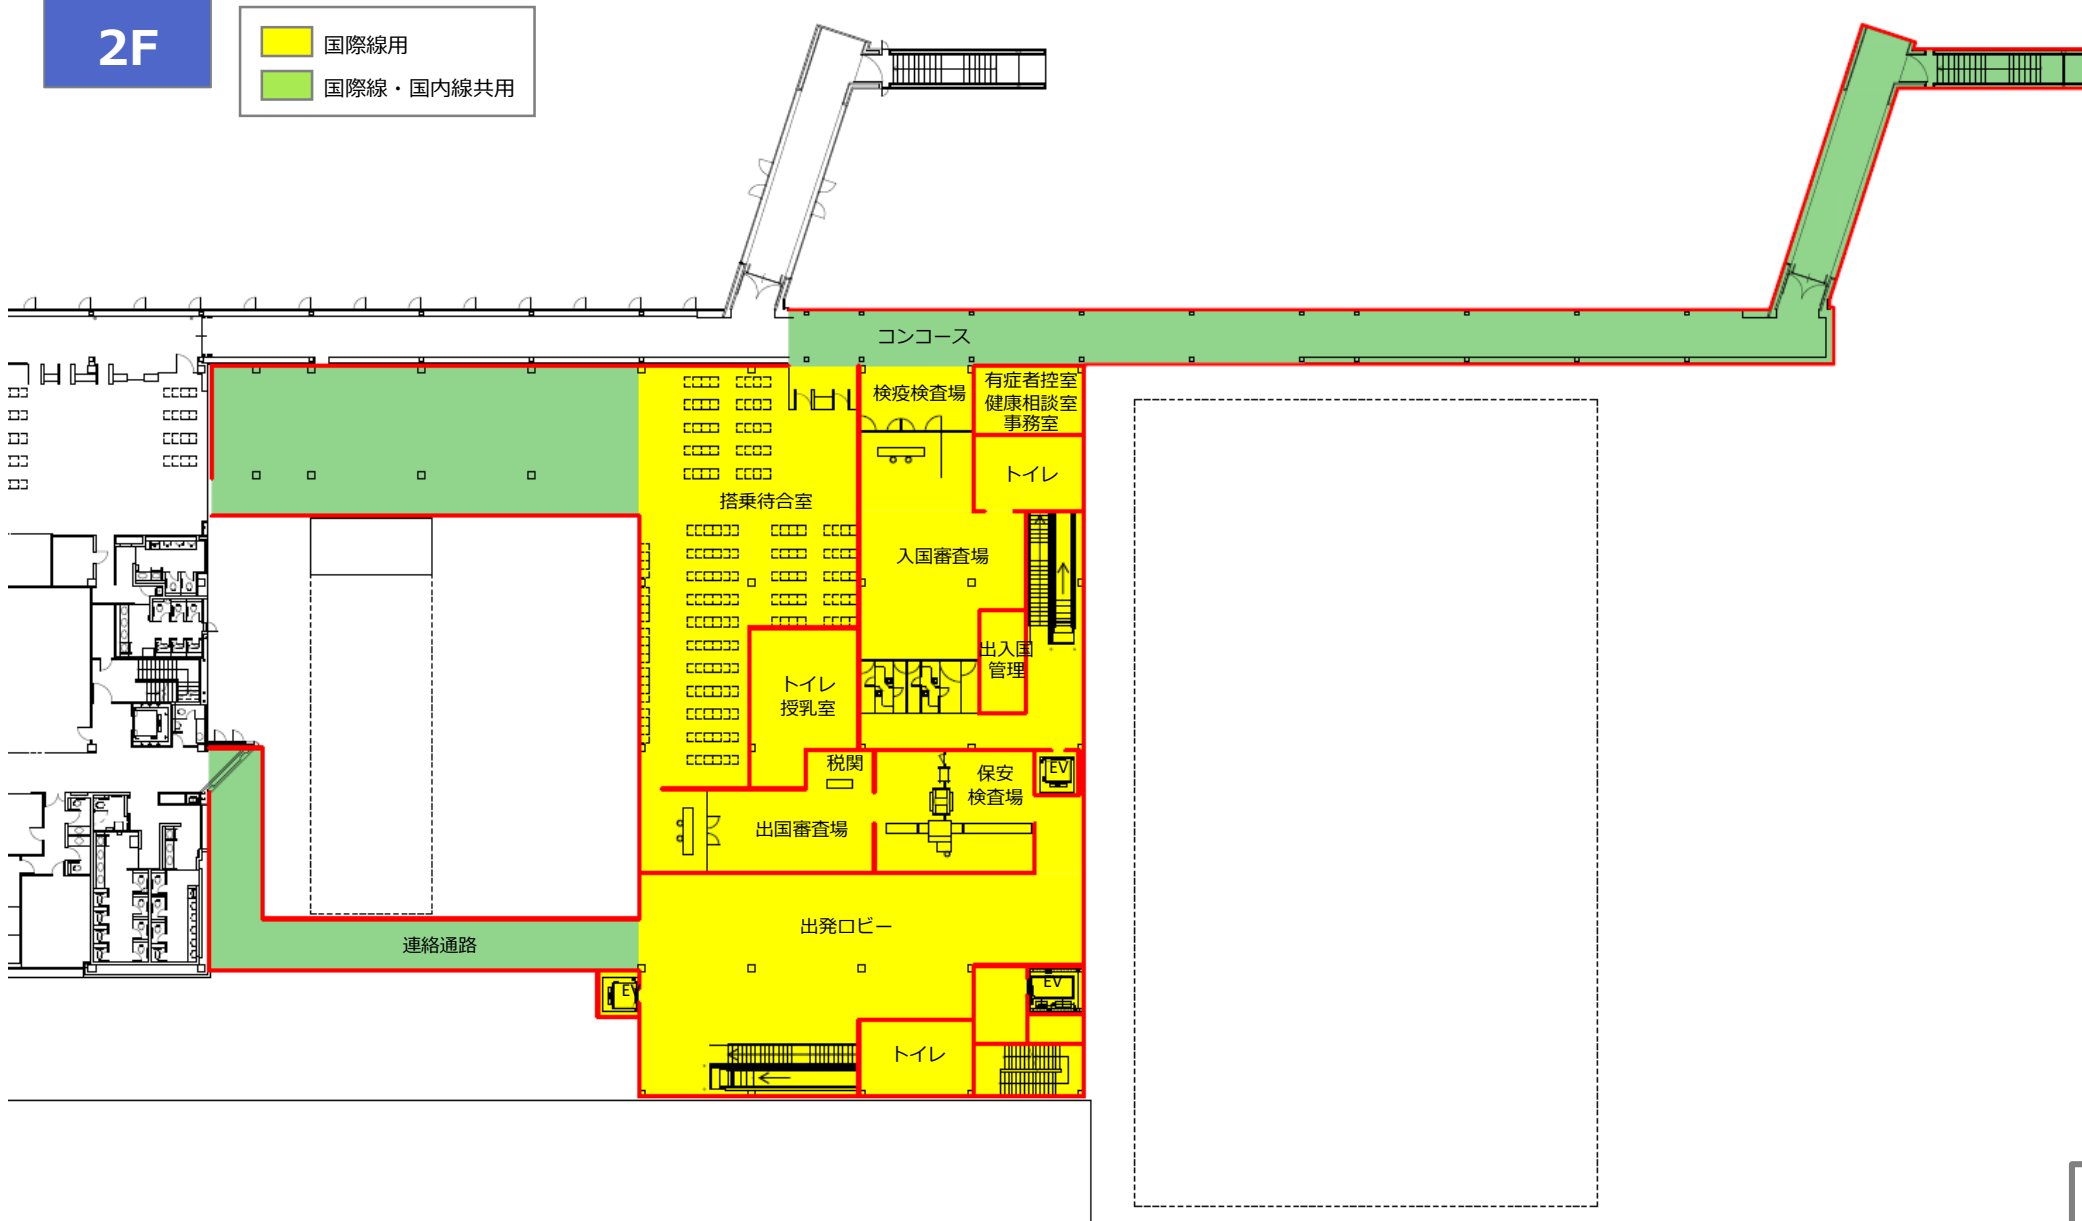 2F
国際線用
国際線・国内線共用
コンコース
検疫検査場
有症者控室
健康相談室
事務室
トイレ
搭乗待合室
入国審査場
出入国
管理
トイレ
授乳室
税関
保安
検査場
EV
出国審査場
出発ロビー
連絡通路
EV
EV
トイレ